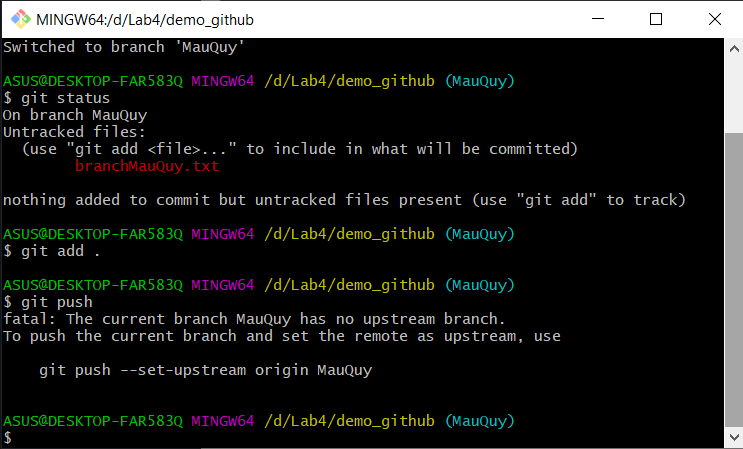 MINGW64:/d/Lab4/demo_github
Switched to branch 'MauQuy'
ASUS@DESKTOP-FAR583Q MINGW64 /d/Lab4/demo_github (MauQuy)
$ git status
On branch MauQuy
Untracked files:
  (use "git add <file>..." to include in what will be committed)
        branchMauQuy.txt
nothing added to commit but untracked files present (use "git add" to track)
ASUS@DESKTOP-FAR583Q MINGW64 /d/Lab4/demo_github (MauQuy)
$ git add .
ASUS@DESKTOP-FAR583Q MINGW64 /d/Lab4/demo_github (MauQuy)
$ git push
fatal: The current branch MauQuy has no upstream branch.
To push the current branch and set the remote as upstream, use
    git push --set-upstream origin MauQuy
ASUS@DESKTOP-FAR583Q MINGW64 /d/Lab4/demo_github (MauQuy)
$